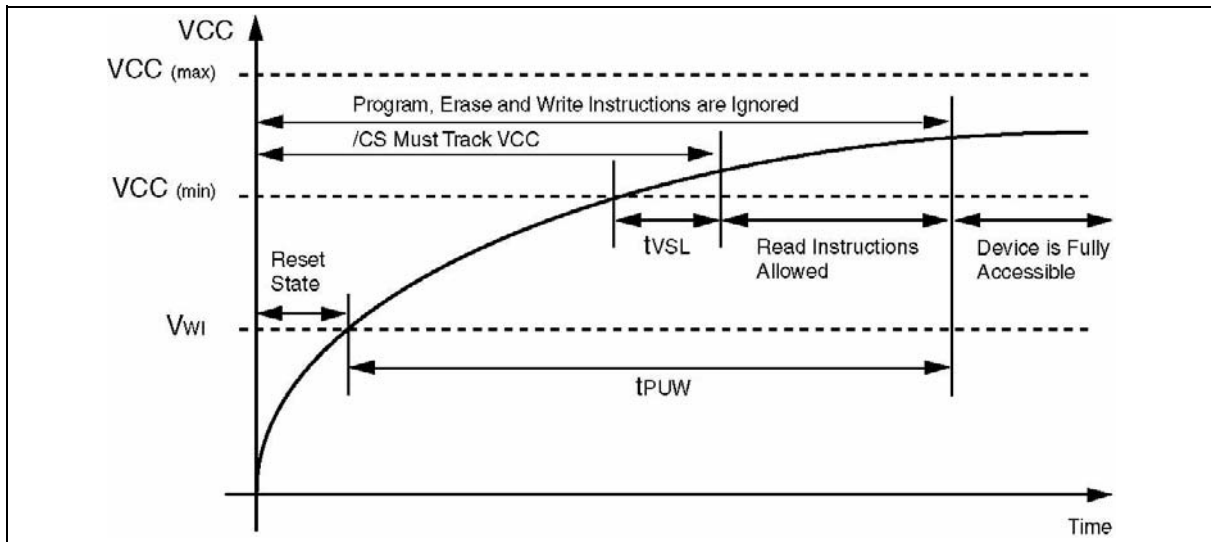 VCC
VCC (max)
Program, Erase and Write Instructions are Ignored
/CS Must Track VCC
VCC (min)
tVSL
Read Instructions
Allowed
Device is Fully
Accessible
Reset
State
VWI
tPUW
Time